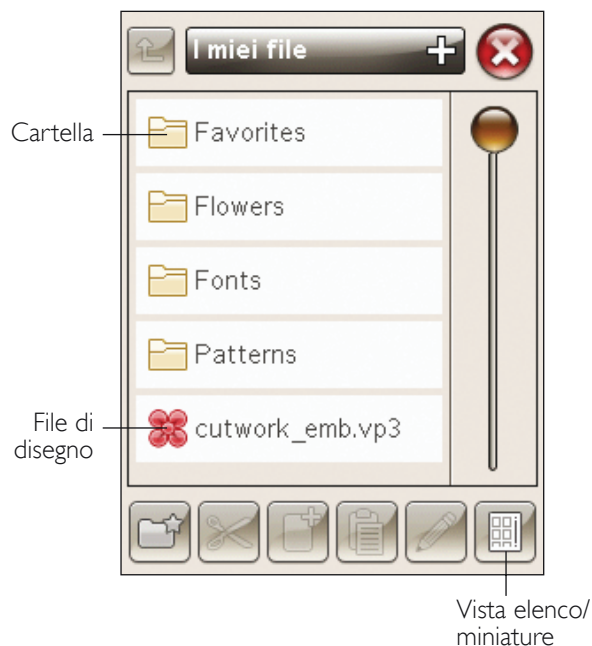 I miei file
Cartella
Favorites
Flowers
Fonts
Patterns
File di
disegno
cutwork_emb.vp3
Vista elenco/
miniature